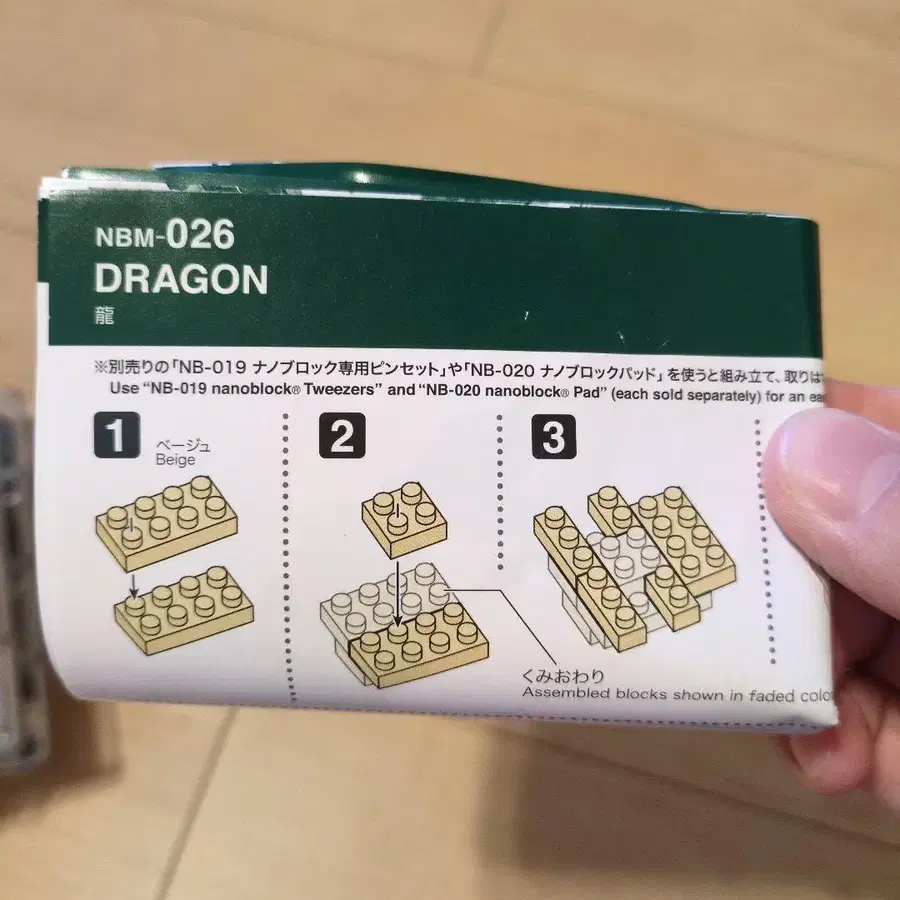 NBM-026
DRAGON
龍
※別売りの「NB-019 ナノブロック専用ピンセット」や「NB-020 ナノブロックパッド」を使うと組み立て、取りは
Use “NB-019 nanoblock® Tweezers” and “NB-020 nanoblock® Pad” (each sold separately) for an
1
ベージュ
Beige
2
3
くみおわり
Assembled blocks shown in faded